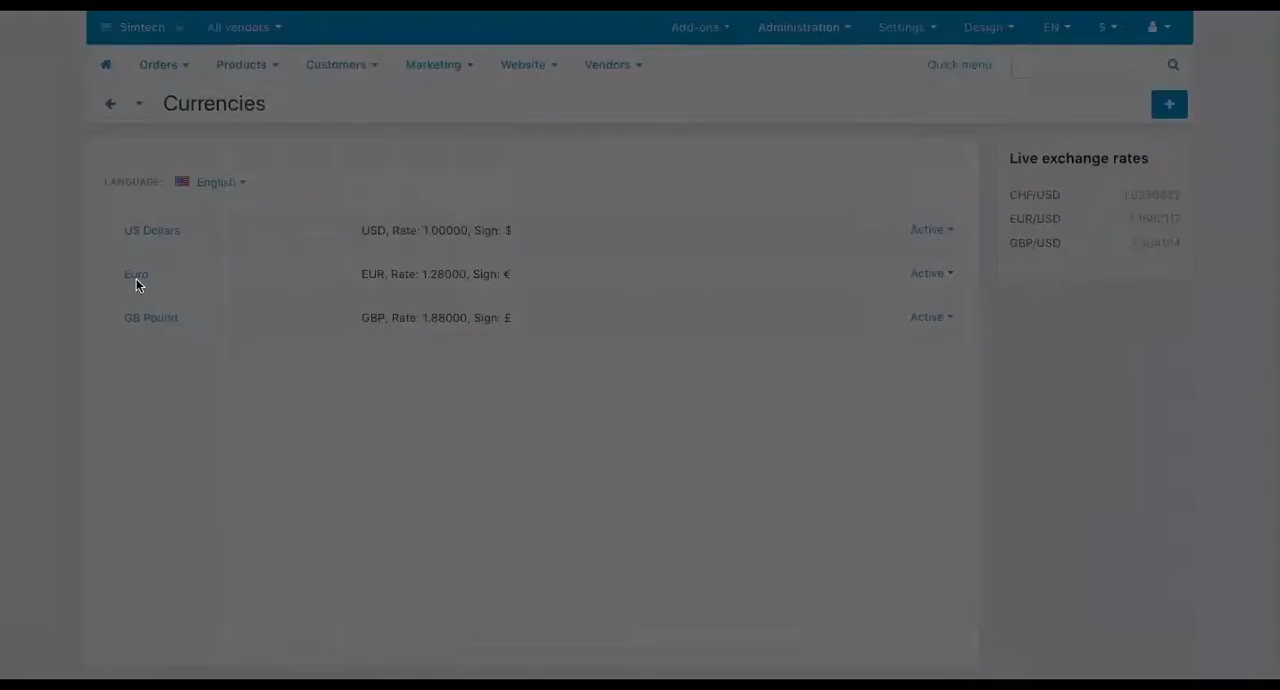 Simtech All vendors Add-ons Administration Settings Design EN $
Orders Products Customers Marketing Website Vendors Quick menu
Currencies +
Live exchange rates
LANGUAGE: English
CHF/USD
EUR/USD
GBP/USD
US Dollars USD, Rate: 1.00000, Sign: $ Active
Euro EUR, Rate: 1.28000, Sign: € Active
GB Pound GBP, Rate: 1.88000, Sign: £ Active